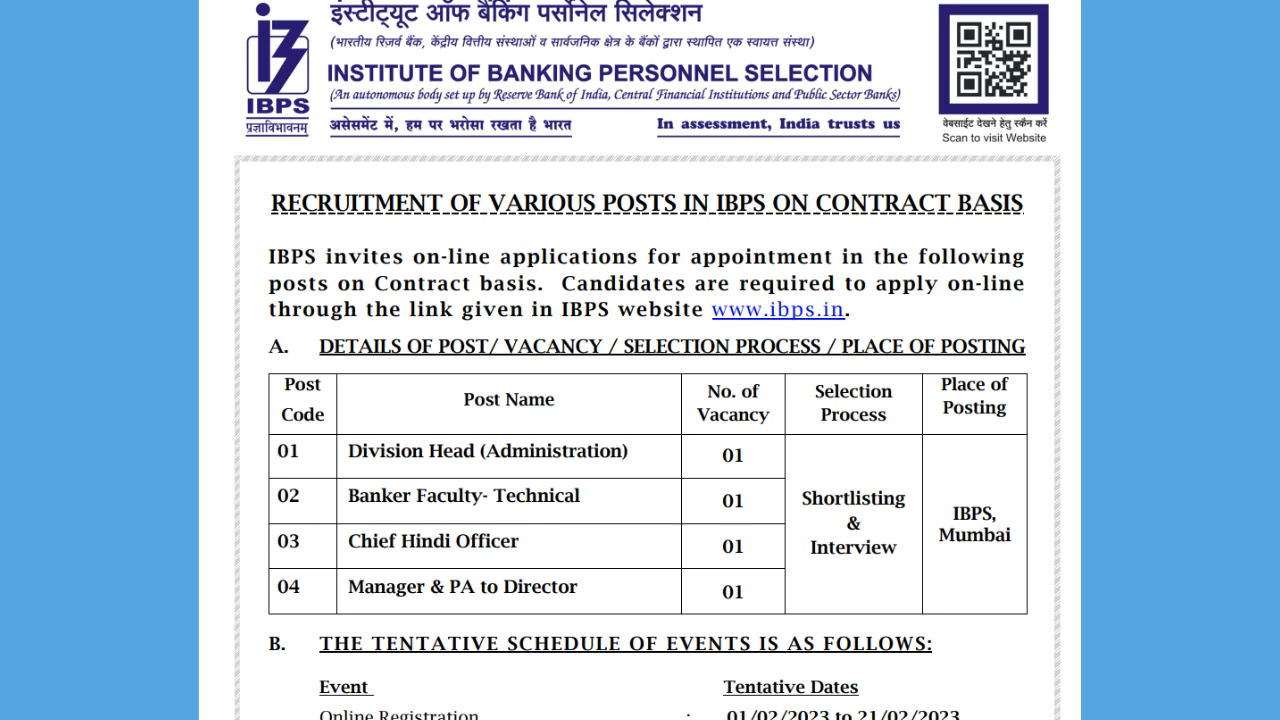 इंस्टीट्यूट ऑफ बैंकिंग पर्सोनेल सिलेक्शन
(भारतीय रिज़र्व बैंक, केंद्रीय वित्तीय संस्थाओं व सार्वजनिक क्षेत्र के बैंकों द्वारा स्थापित एक स्वायत्त संस्था)
INSTITUTE OF BANKING PERSONNEL SELECTION
(An autonomous body set up by Reserve Bank of India, Central Financial Institutions and Public Sector Banks)
IBPS
प्रज्ञाविभावनम्
असेसमेंट में, हम पर भरोसा रखता है भारत
In assessment, India trusts us
वेबसाईट देखने हेतु स्कैन करें
Scan to visit Website
RECRUITMENT OF VARIOUS POSTS IN IBPS ON CONTRACT BASIS
IBPS invites on-line applications for appointment in the following
posts on Contract basis. Candidates are required to apply on-line
through the link given in IBPS website www.ibps.in.
A. DETAILS OF POST/ VACANCY / SELECTION PROCESS / PLACE OF POSTING
Post Code Post Name No. of Vacancy Selection Process Place of Posting
01 Division Head (Administration) 01
02 Banker Faculty- Technical 01
03 Chief Hindi Officer 01
04 Manager & PA to Director 01
Shortlisting
&
Interview
IBPS,
Mumbai
B. THE TENTATIVE SCHEDULE OF EVENTS IS AS FOLLOWS:
Event Tentative Dates
Online Registration : 01/02/2023 to 21/02/2023